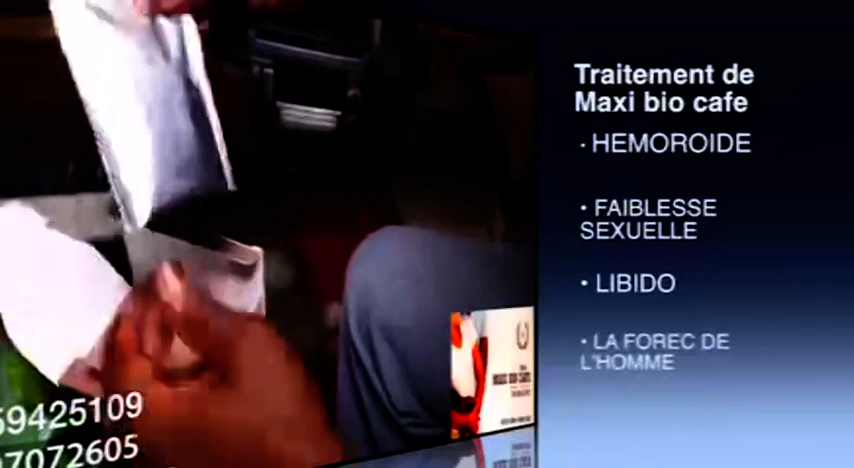 Traitement de
Maxi bio cafe
· HEMOROIDE
• FAIBLESSE
SEXUELLE
• LIBIDO
• LA FOREC DE
L'HOMME
59425109
07072605